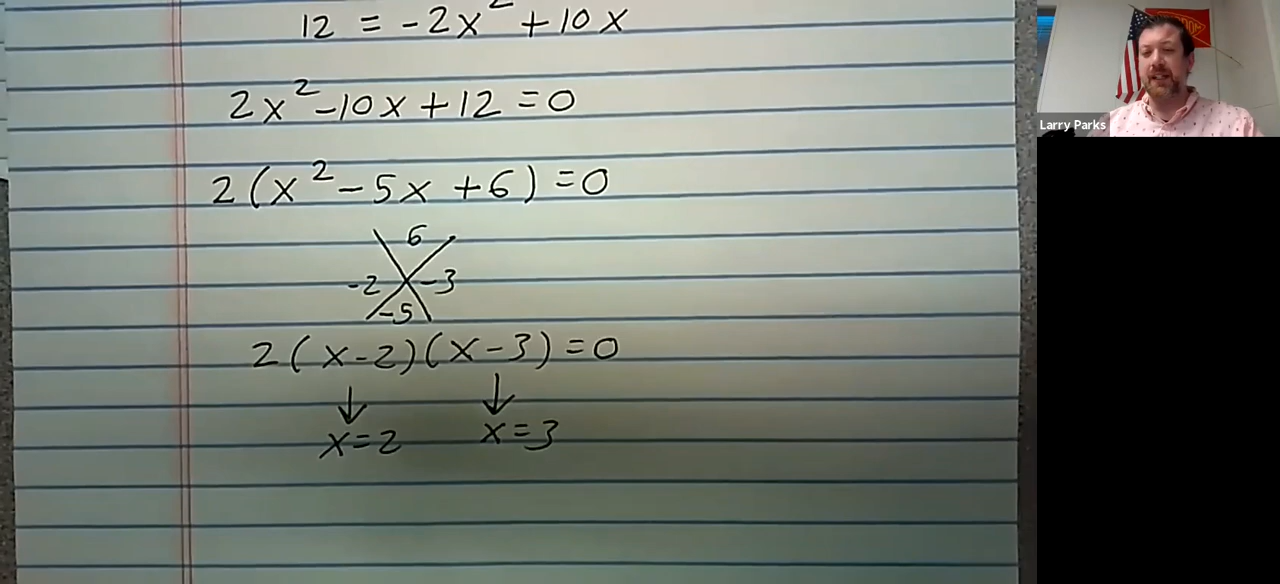 12 = -2x² + 10x
2x² - 10x + 12 = 0
2(x² - 5x + 6) = 0
6
-2 -3
-5
2(x-2)(x-3) = 0
↓ ↓
x=2 x=3
Larry Parks